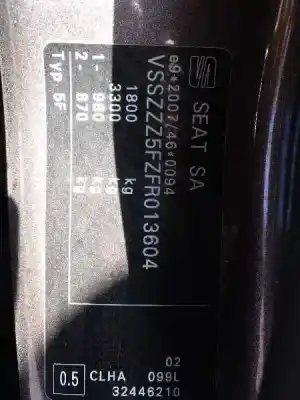 SEAT SA
e9*2007/46*0094
VSSZZZ5FZFR013604
1800 kg
3300 kg
1- 980 kg
2- 870 kg
Typ 5F
02
0.5 CLHA 099L
32446210